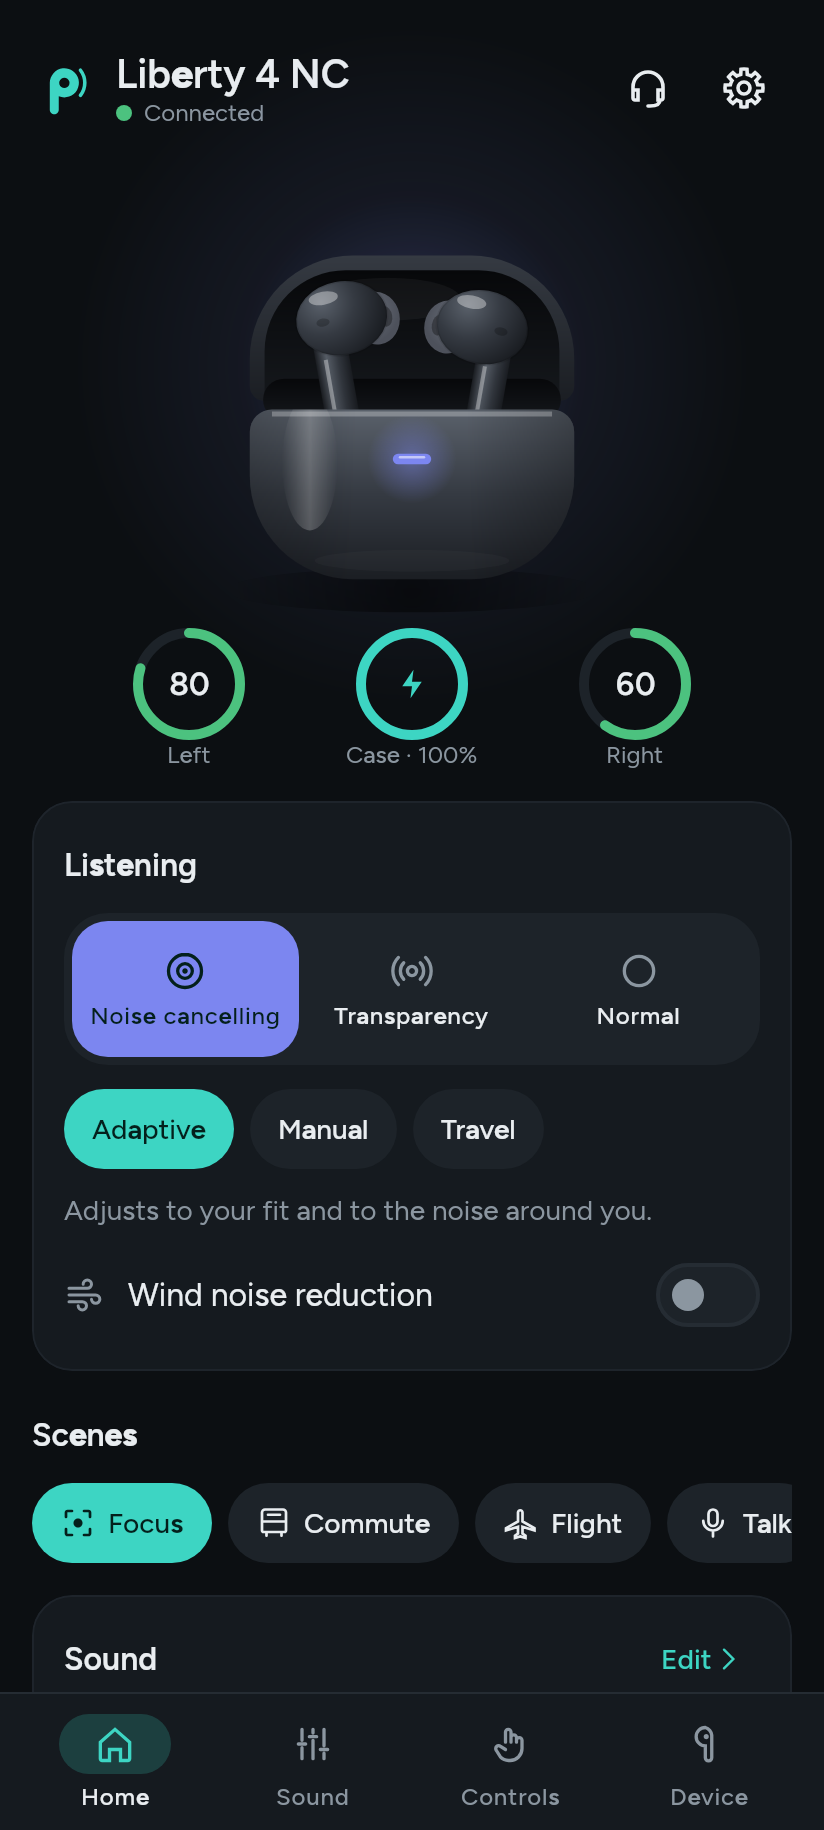 Liberty 4 NC
Connected
80
60
Left
Case · 100%
Right
Listening
Noise cancelling
Transparency
Normal
Adaptive
Manual
Travel
Adjusts to your fit and to the noise around you.
Wind noise reduction
Scenes
Focus
Commute
Flight
Talk
Sound
Edit
Home
Sound
Controls
Device